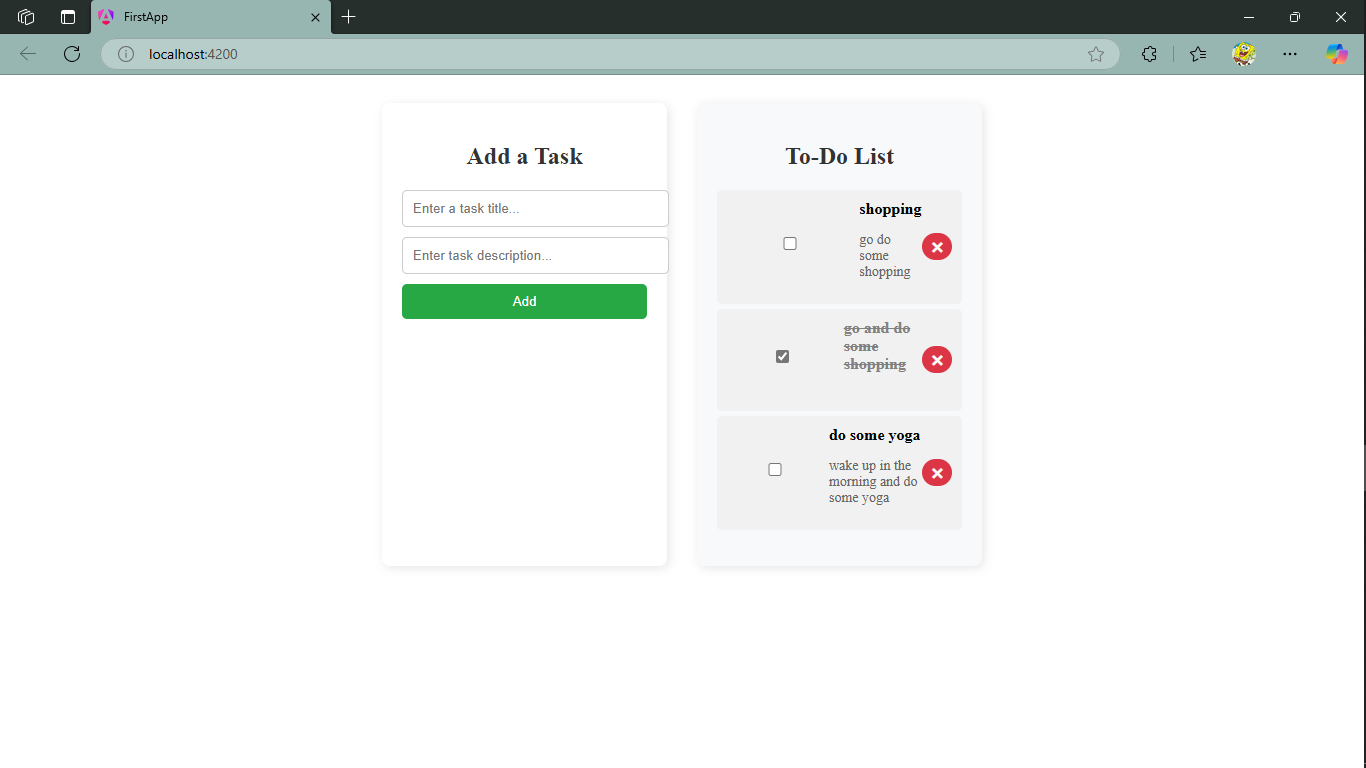 FirstApp
localhost:4200
Add a Task
Enter a task title...
Enter task description...
Add
To-Do List
shopping
go do
some
shopping
go and do
some
shopping
do some yoga
wake up in the
morning and do
some yoga